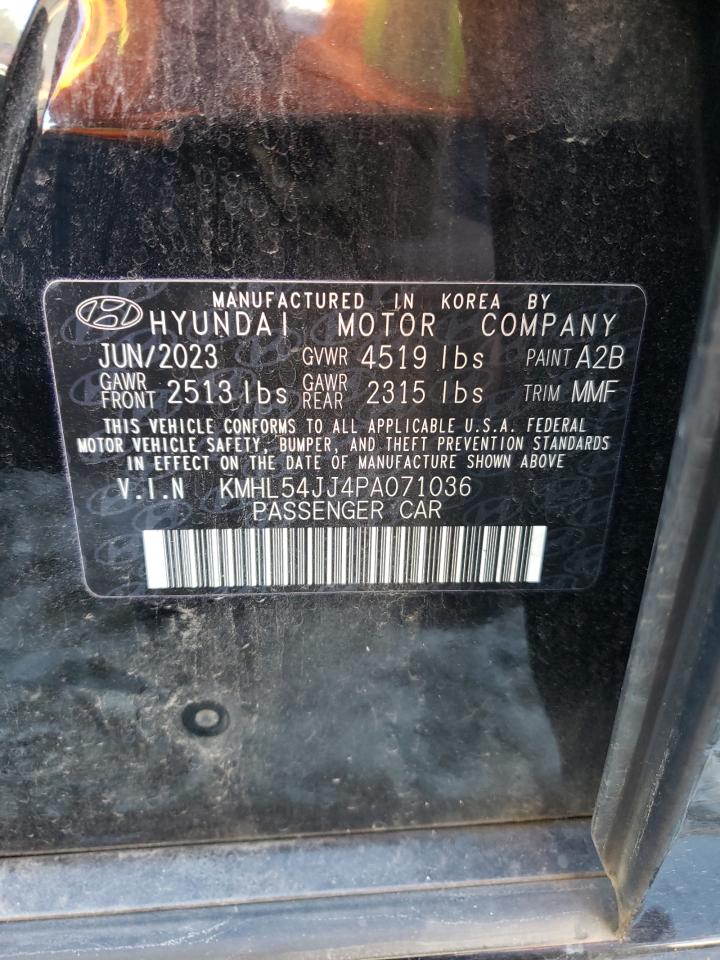 MANUFACTURED IN KOREA BY
HYUNDAI MOTOR COMPANY
JUN/2023 GVWR 4519 lbs PAINT A2B
GAWR FRONT 2513 lbs GAWR REAR 2315 lbs TRIM MMF
THIS VEHICLE CONFORMS TO ALL APPLICABLE U.S.A. FEDERAL
MOTOR VEHICLE SAFETY, BUMPER, AND THEFT PREVENTION STANDARDS
IN EFFECT ON THE DATE OF MANUFACTURE SHOWN ABOVE
V.I.N KMHL54JJ4PA071036
PASSENGER CAR